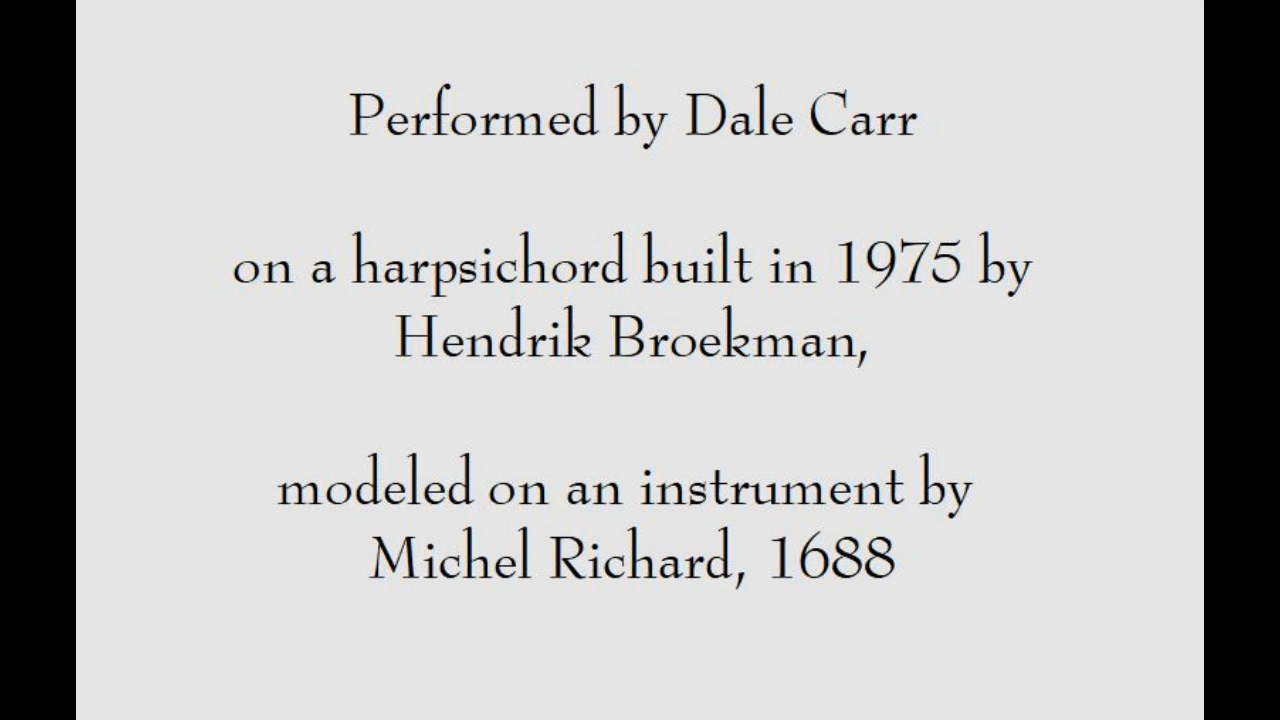 Performed by Dale Carr
on a harpsichord built in 1975 by
Hendrik Broekman,
modeled on an instrument by
Michel Richard, 1688